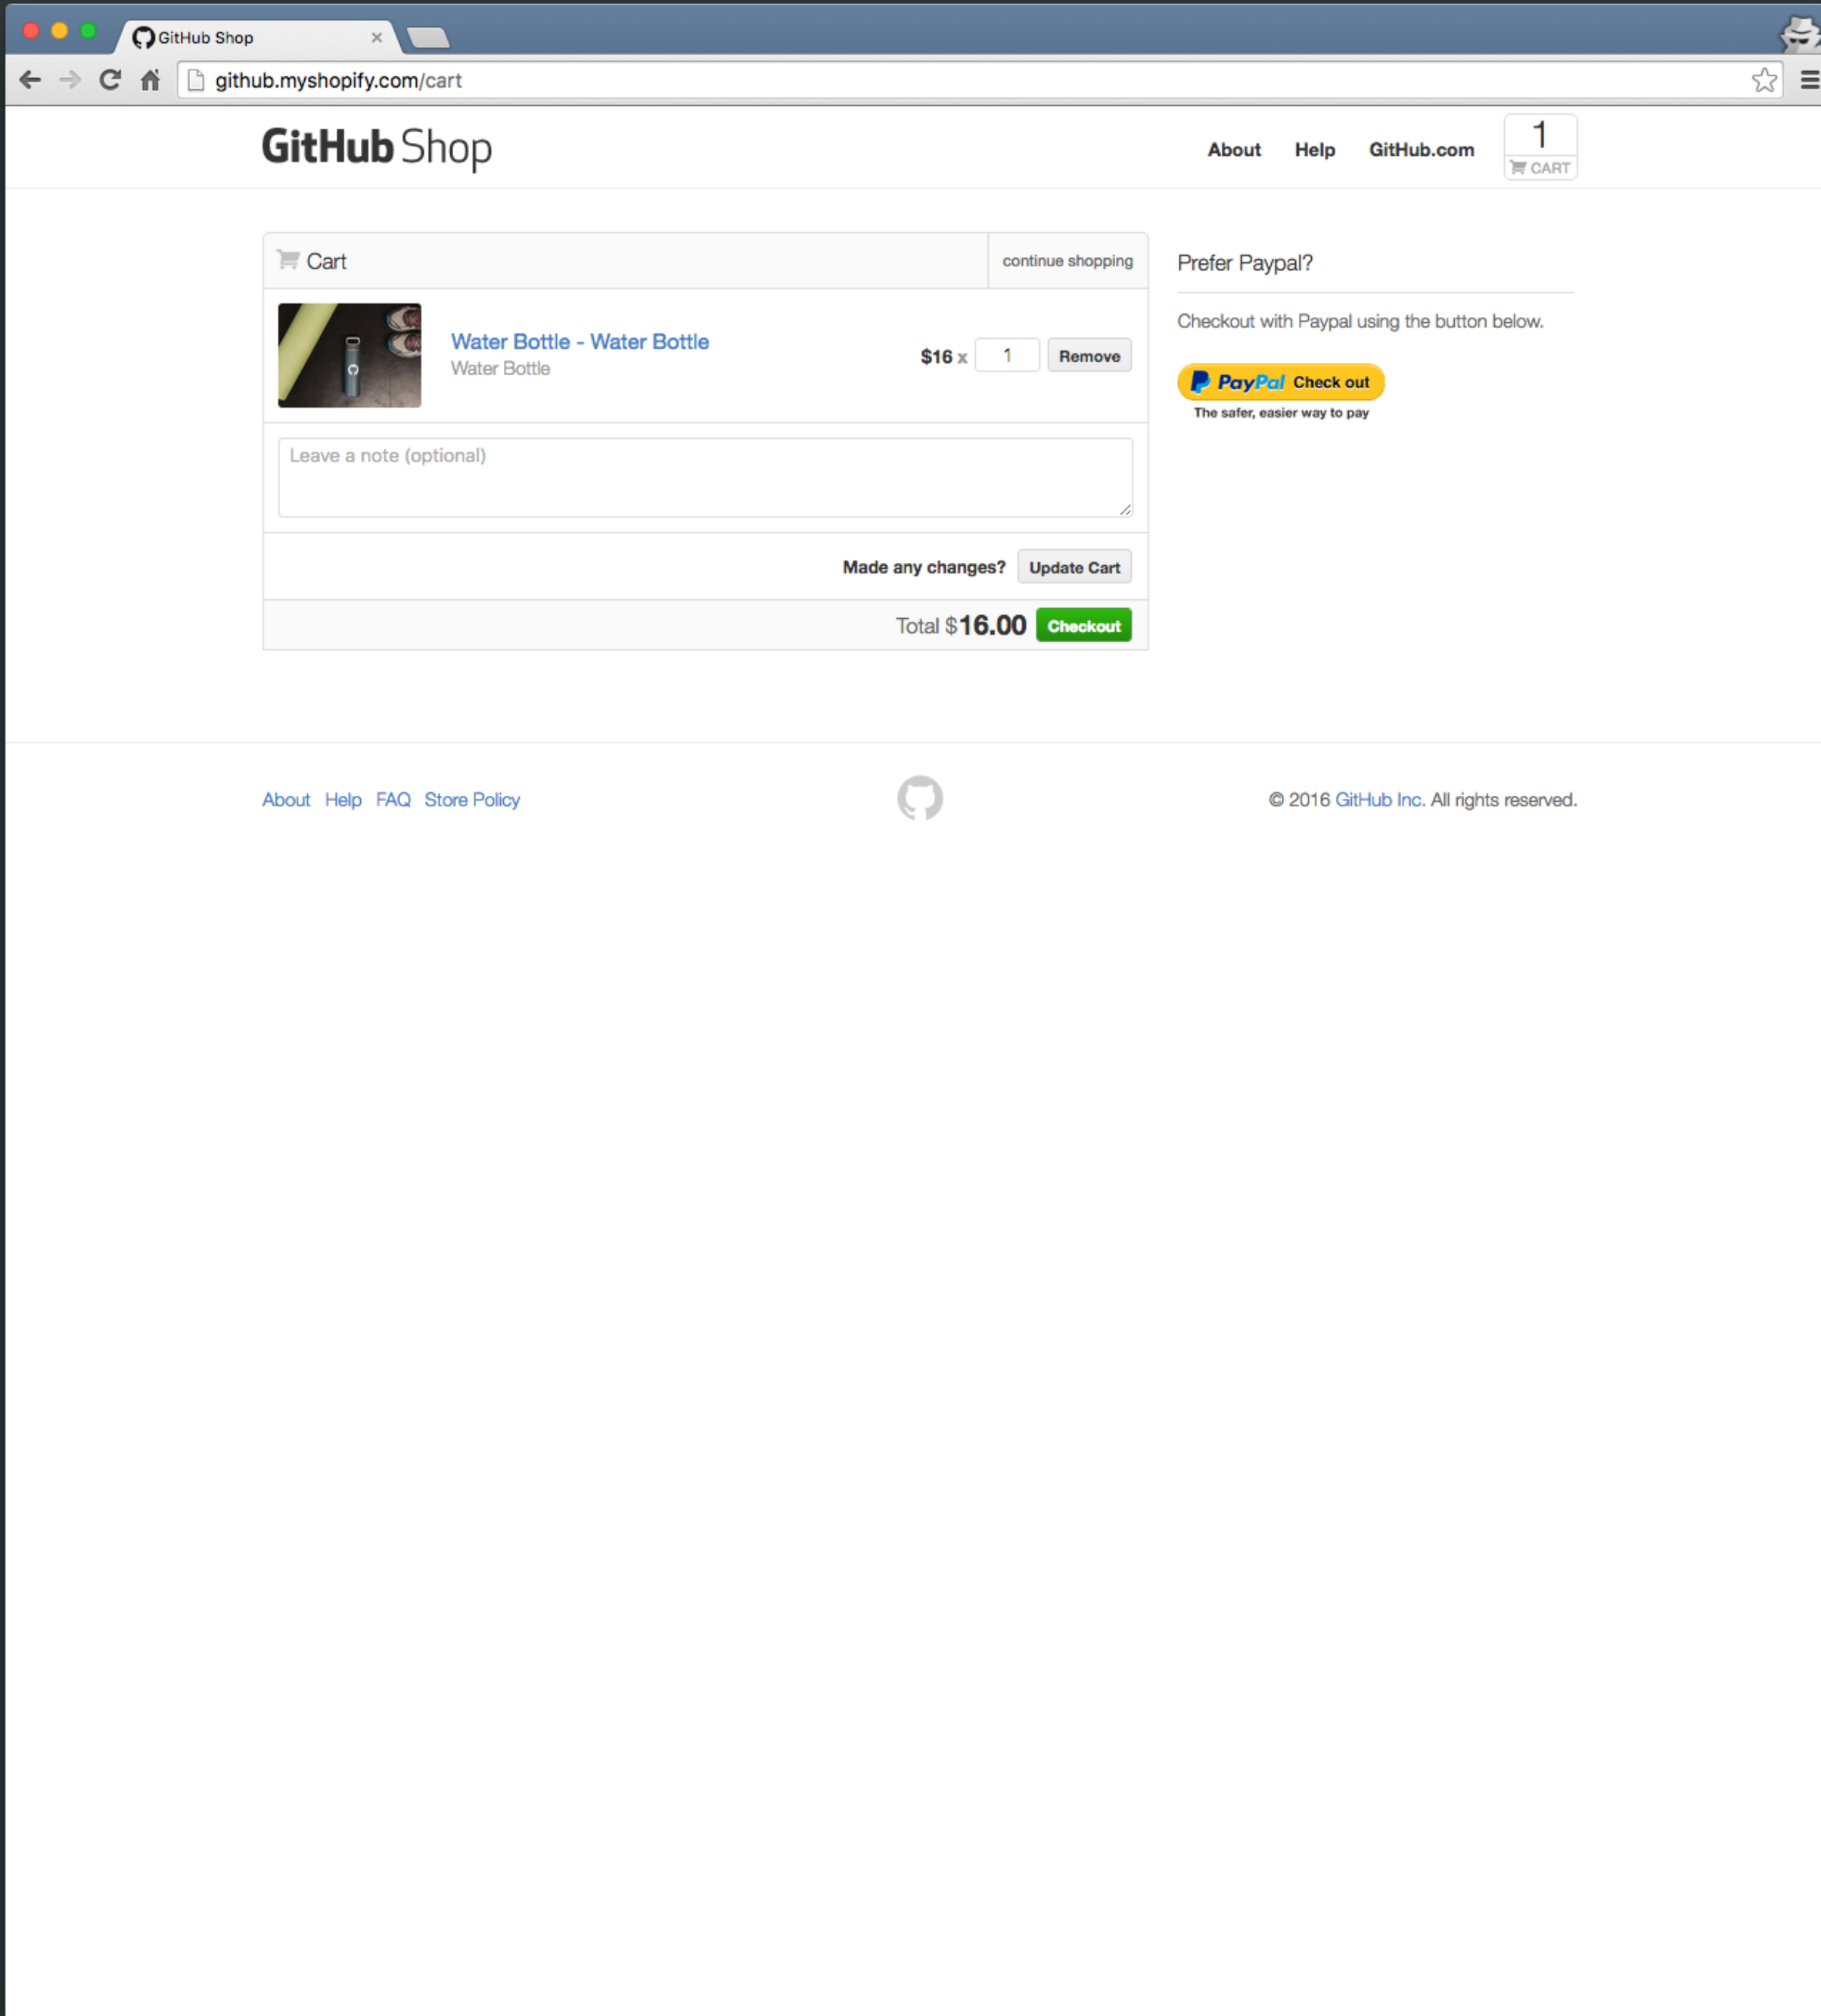 GitHub Shop
github.myshopify.com/cart
GitHub Shop
About Help GitHub.com
1
CART
Cart
continue shopping
Water Bottle - Water Bottle
Water Bottle
$16 x 1 Remove
Leave a note (optional)
Made any changes? Update Cart
Total $16.00 Checkout
Prefer Paypal?
Checkout with Paypal using the button below.
PayPal Check out
The safer, easier way to pay
About Help FAQ Store Policy
© 2016 GitHub Inc. All rights reserved.